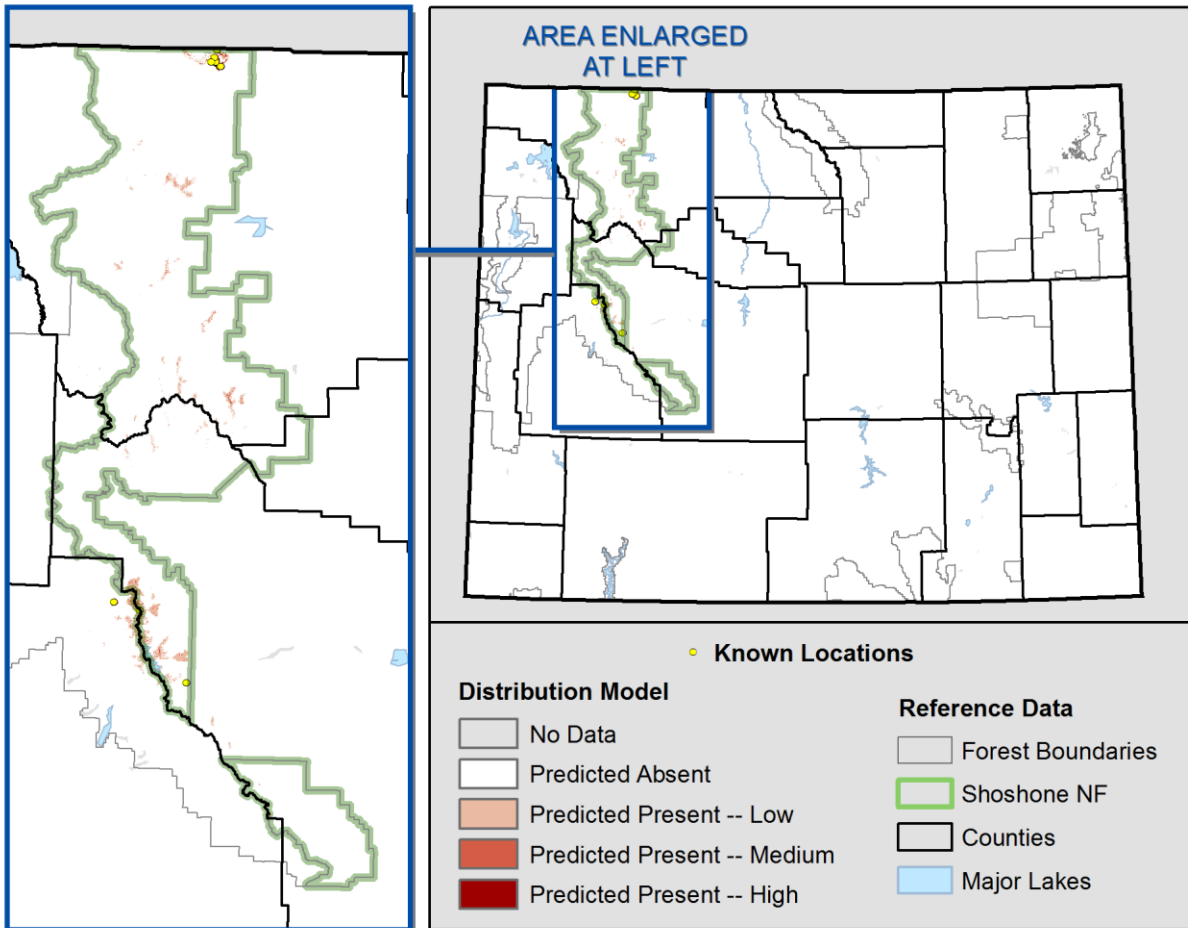 AREA ENLARGED
AT LEFT
Known Locations
Distribution Model
No Data
Predicted Absent
Predicted Present -- Low
Predicted Present -- Medium
Predicted Present -- High
Reference Data
Forest Boundaries
Shoshone NF
Counties
Major Lakes